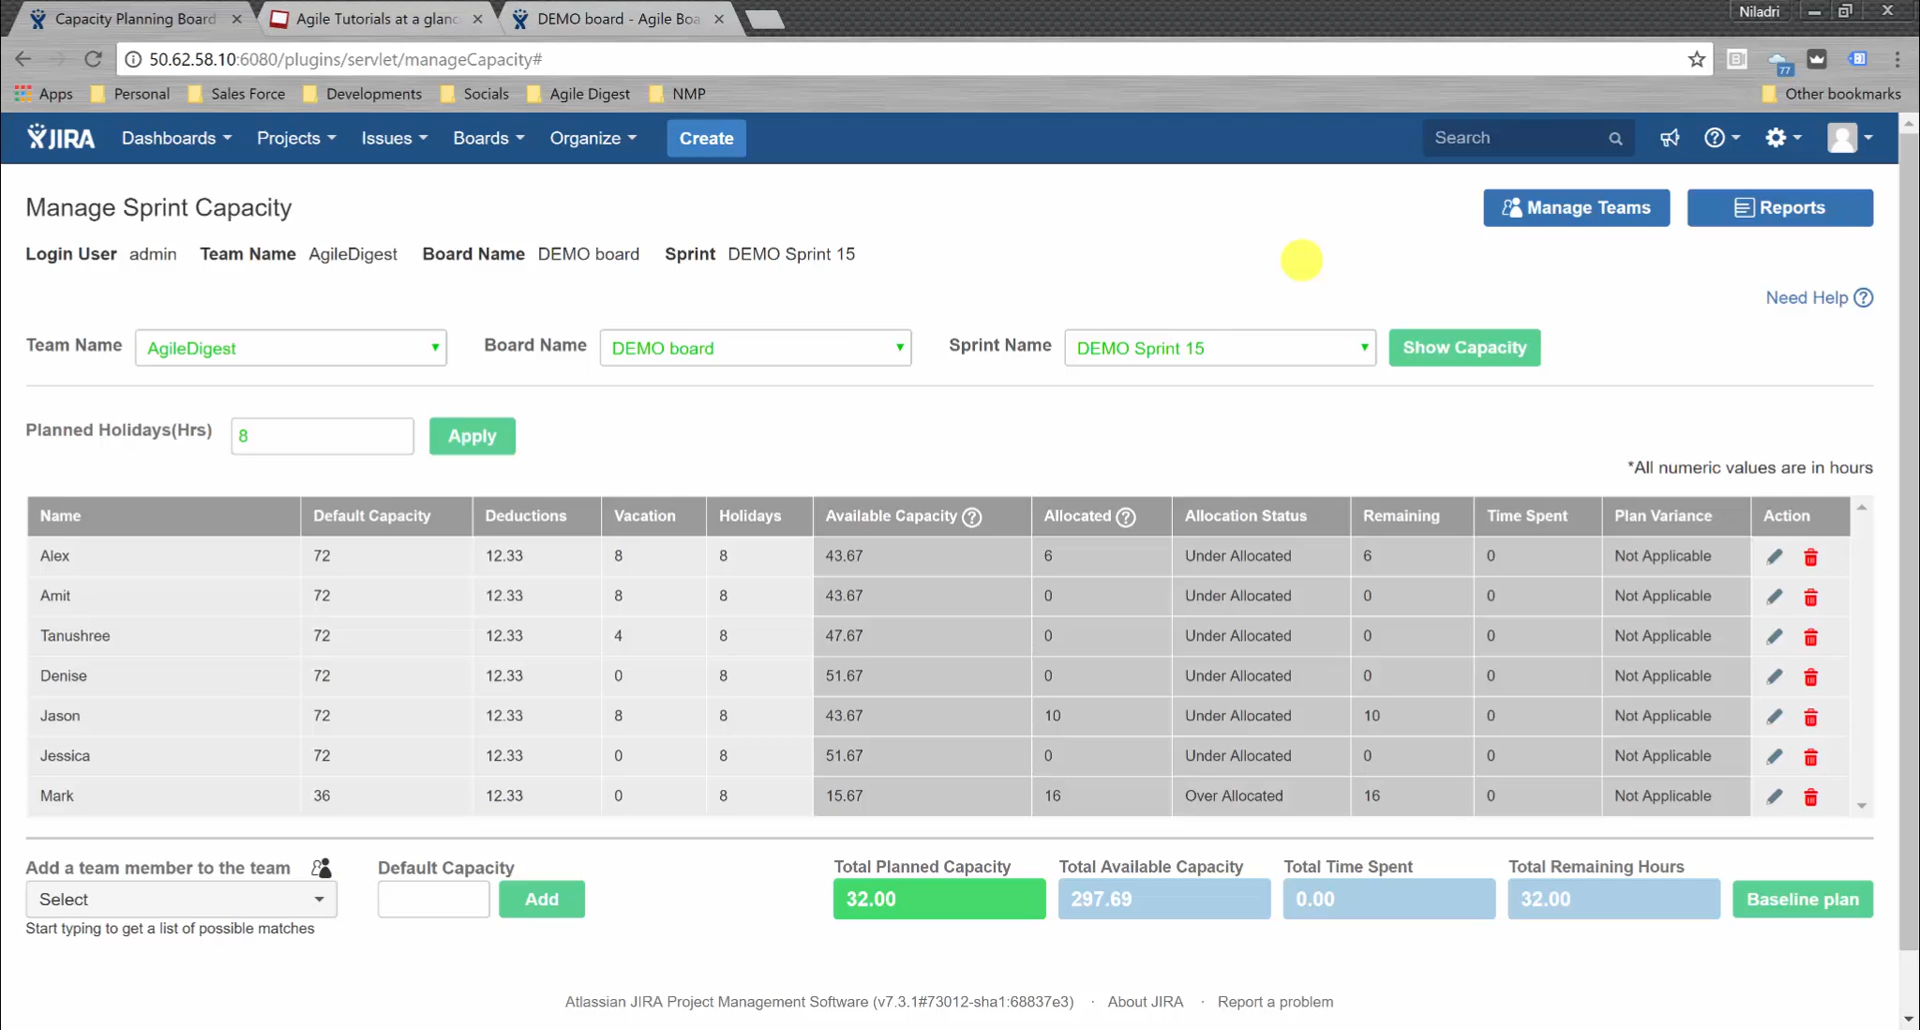 Capacity Planning Board
Agile Tutorials at a glanc
DEMO board - Agile Boa
Niladri
50.62.58.10:6080/plugins/servlet/manageCapacity#
77
Apps Personal Sales Force Developments Socials Agile Digest NMP Other bookmarks
JIRA Dashboards Projects Issues Boards Organize Create Search
Manage Sprint Capacity
Manage Teams Reports
Login User admin Team Name AgileDigest Board Name DEMO board Sprint DEMO Sprint 15
Need Help ?
Team Name AgileDigest Board Name DEMO board Sprint Name DEMO Sprint 15 Show Capacity
Planned Holidays(Hrs) 8 Apply
*All numeric values are in hours
Name Default Capacity Deductions Vacation Holidays Available Capacity ? Allocated ? Allocation Status Remaining Time Spent Plan Variance Action
Alex 72 12.33 8 8 43.67 6 Under Allocated 6 0 Not Applicable
Amit 72 12.33 8 8 43.67 0 Under Allocated 0 0 Not Applicable
Tanushree 72 12.33 4 8 47.67 0 Under Allocated 0 0 Not Applicable
Denise 72 12.33 0 8 51.67 0 Under Allocated 0 0 Not Applicable
Jason 72 12.33 8 8 43.67 10 Under Allocated 10 0 Not Applicable
Jessica 72 12.33 0 8 51.67 0 Under Allocated 0 0 Not Applicable
Mark 36 12.33 0 8 15.67 16 Over Allocated 16 0 Not Applicable
Add a team member to the team Default Capacity Total Planned Capacity Total Available Capacity Total Time Spent Total Remaining Hours
Select Add 32.00 297.69 0.00 32.00 Baseline plan
Start typing to get a list of possible matches
Atlassian JIRA Project Management Software (v7.3.1#73012-sha1:68837e3) · About JIRA · Report a problem